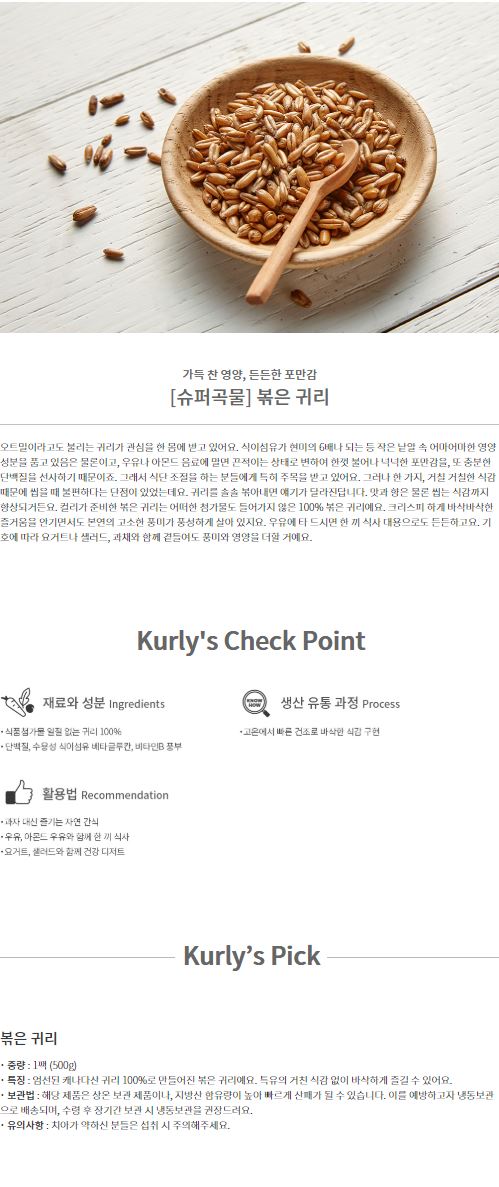 가득 찬 영양, 든든한 포만감
[슈퍼곡물] 볶은 귀리
오트밀이라고도 불리는 귀리가 관심을 한 몸에 받고 있어요. 식이섬유가 현미의 6배나 되는 등 작은 낱알 속 어마어마한 영양
성분을 품고 있음은 물론이고, 우유나 아몬드 음료에 말면 끈적이는 상태로 변하여 한껏 불어나 넉넉한 포만감을, 또 충분한
단백질을 선사하기 때문이죠. 그래서 식단 조절을 하는 분들에게 특히 주목을 받고 있어요. 그러나 한 가지, 거칠 거칠한 식감
때문에 씹을 때 불편하다는 단점이 있었는데요. 귀리를 솔솔 볶아내면 얘기가 달라진답니다. 맛과 향은 물론 씹는 식감까지
향상되거든요. 컬리가 준비한 볶은 귀리는 어떠한 첨가물도 들어가지 않은 100% 볶은 귀리예요. 크리스피 하게 바삭바삭한
즐거움을 안기면서도 본연의 고소한 풍미가 풍성하게 살아 있지요. 우유에 타 드시면 한 끼 식사 대용으로도 든든하고요. 기
호에 따라 요거트나 샐러드, 과채와 함께 곁들여도 풍미와 영양을 더할 거예요.
Kurly's Check Point
재료와 성분 Ingredients
· 식품첨가물 일절 없는 귀리 100%
· 단백질, 수용성 식이섬유 베타글루칸, 비타민B 풍부
KNOW HOW
생산 유통 과정 Process
· 고온에서 빠른 건조로 바삭한 식감 구현
활용법 Recommendation
· 과자 대신 즐기는 자연 간식
· 우유, 아몬드 우유와 함께 한 끼 식사
· 요거트, 샐러드와 함께 건강 디저트
Kurly’s Pick
볶은 귀리
· 중량 : 1팩 (500g)
· 특징 : 엄선된 캐나다산 귀리 100%로 만들어진 볶은 귀리예요. 특유의 거친 식감 없이 바삭하게 즐길 수 있어요.
· 보관법 : 해당 제품은 상온 보관 제품이나, 지방산 함유량이 높아 빠르게 산패가 될 수 있습니다. 이를 예방하고자 냉동보관
으로 배송되며, 수령 후 장기간 보관 시 냉동보관을 권장드려요.
· 유의사항 : 치아가 약하신 분들은 섭취 시 주의해주세요.